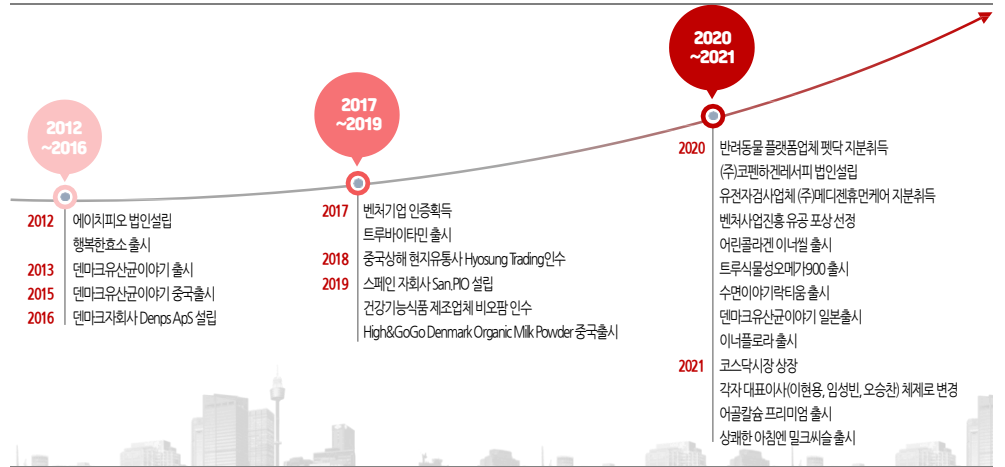 2012
~2016
2012 에이치피오 법인설립
행복한효소 출시
2013 덴마크유산균이야기 출시
2015 덴마크유산균이야기 중국출시
2016 덴마크자회사 Denps ApS 설립
2017
~2019
2017 벤처기업 인증획득
트루바이타민 출시
2018 중국상해 현지유통사 Hyosung Trading인수
2019 스페인 자회사 San.PIO 설립
건강기능식품 제조업체 비오팜 인수
High&GoGo Denmark Organic Milk Powder 중국출시
2020
~2021
2020 반려동물 플랫폼업체 펫닥 지분취득
(주)코펜하겐레서피 법인설립
유전자검사업체 (주)메디젠휴먼케어 지분취득
벤처사업진흥 유공 포상 선정
어린콜라겐 이너씰 출시
트루식물성오메가900 출시
수면이야기락티움 출시
덴마크유산균이야기 일본출시
이너플로라 출시
2021 코스닥시장 상장
각자 대표이사(이현용, 임성빈, 오승찬) 체제로 변경
어골칼슘 프리미엄 출시
상쾌한 아침엔 밀크씨슬 출시